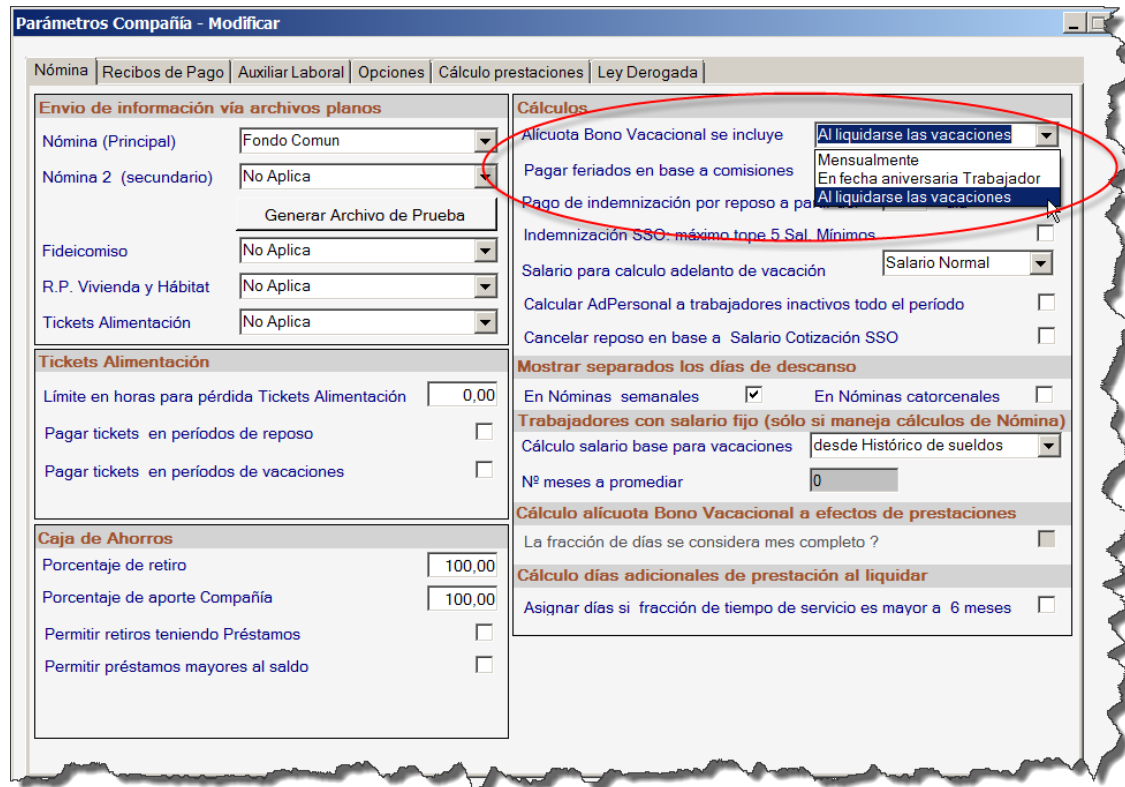 Parámetros Compañía - Modificar
Nómina Recibos de Pago Auxiliar Laboral Opciones Cálculo prestaciones Ley Derogada
Envio de información vía archivos planos
Nómina (Principal) Fondo Comun
Nómina 2 (secundario) No Aplica
Generar Archivo de Prueba
Fideicomiso No Aplica
R.P. Vivienda y Hábitat No Aplica
Tickets Alimentación No Aplica
Tickets Alimentación
Límite en horas para pérdida Tickets Alimentación 0,00
Pagar tickets en períodos de reposo
Pagar tickets en períodos de vacaciones
Caja de Ahorros
Porcentaje de retiro 100,00
Porcentaje de aporte Compañía 100,00
Permitir retiros teniendo Préstamos
Permitir préstamos mayores al saldo
Cálculos
Alícuota Bono Vacacional se incluye Al liquidarse las vacaciones
Mensualmente
Pagar feriados en base a comisiones En fecha aniversaria Trabajador
Pago de indemnización por reposo a Al liquidarse las vacaciones
Indemnización SSO: máximo tope 5 Sal. Mínimos
Salario para calculo adelanto de vacación Salario Normal
Calcular AdPersonal a trabajadores inactivos todo el período
Cancelar reposo en base a Salario Cotización SSO
Mostrar separados los días de descanso
En Nóminas semanales En Nóminas catorcenales
Trabajadores con salario fijo (sólo si maneja cálculos de Nómina)
Cálculo salario base para vacaciones desde Histórico de sueldos
Nº meses a promediar 0
Cálculo alícuota Bono Vacacional a efectos de prestaciones
La fracción de días se considera mes completo ?
Cálculo días adicionales de prestación al liquidar
Asignar días si fracción de tiempo de servicio es mayor a 6 meses